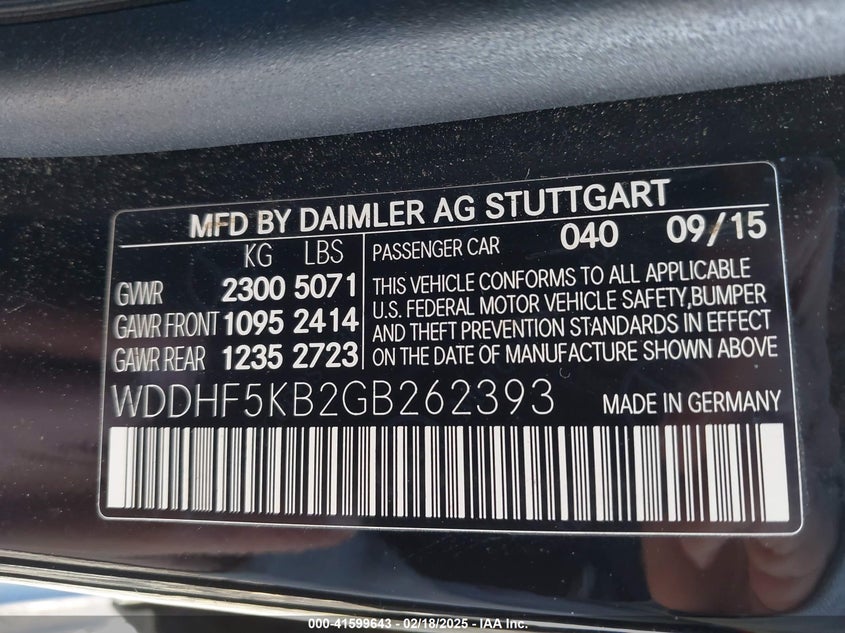 MFD BY DAIMLER AG STUTTGART
KG LBS
GVWR 2300 5071
GAWR FRONT 1095 2414
GAWR REAR 1235 2723
PASSENGER CAR 040 09/15
THIS VEHICLE CONFORMS TO ALL APPLICABLE
U.S. FEDERAL MOTOR VEHICLE SAFETY,BUMPER
AND THEFT PREVENTION STANDARDS IN EFFECT
ON THE DATE OF MANUFACTURE SHOWN ABOVE
WDDHF5KB2GB262393 MADE IN GERMANY
000-41599643 - 02/18/2025 - IAA Inc.